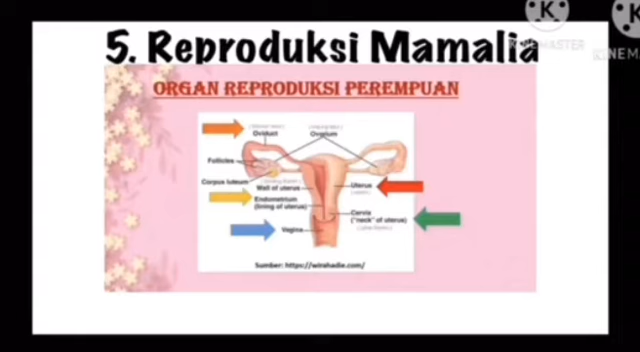 KINEMASTER
5. Reproduksi Mamalia
ORGAN REPRODUKSI PEREMPUAN
Oviduct
Ovarium
Follicles
Corpus luteum
Wall of uterus
Uterus
Endometrium
(lining of uterus)
Cervix
("neck" of uterus)
Vagina
Sumber: https://wirahadie.com/